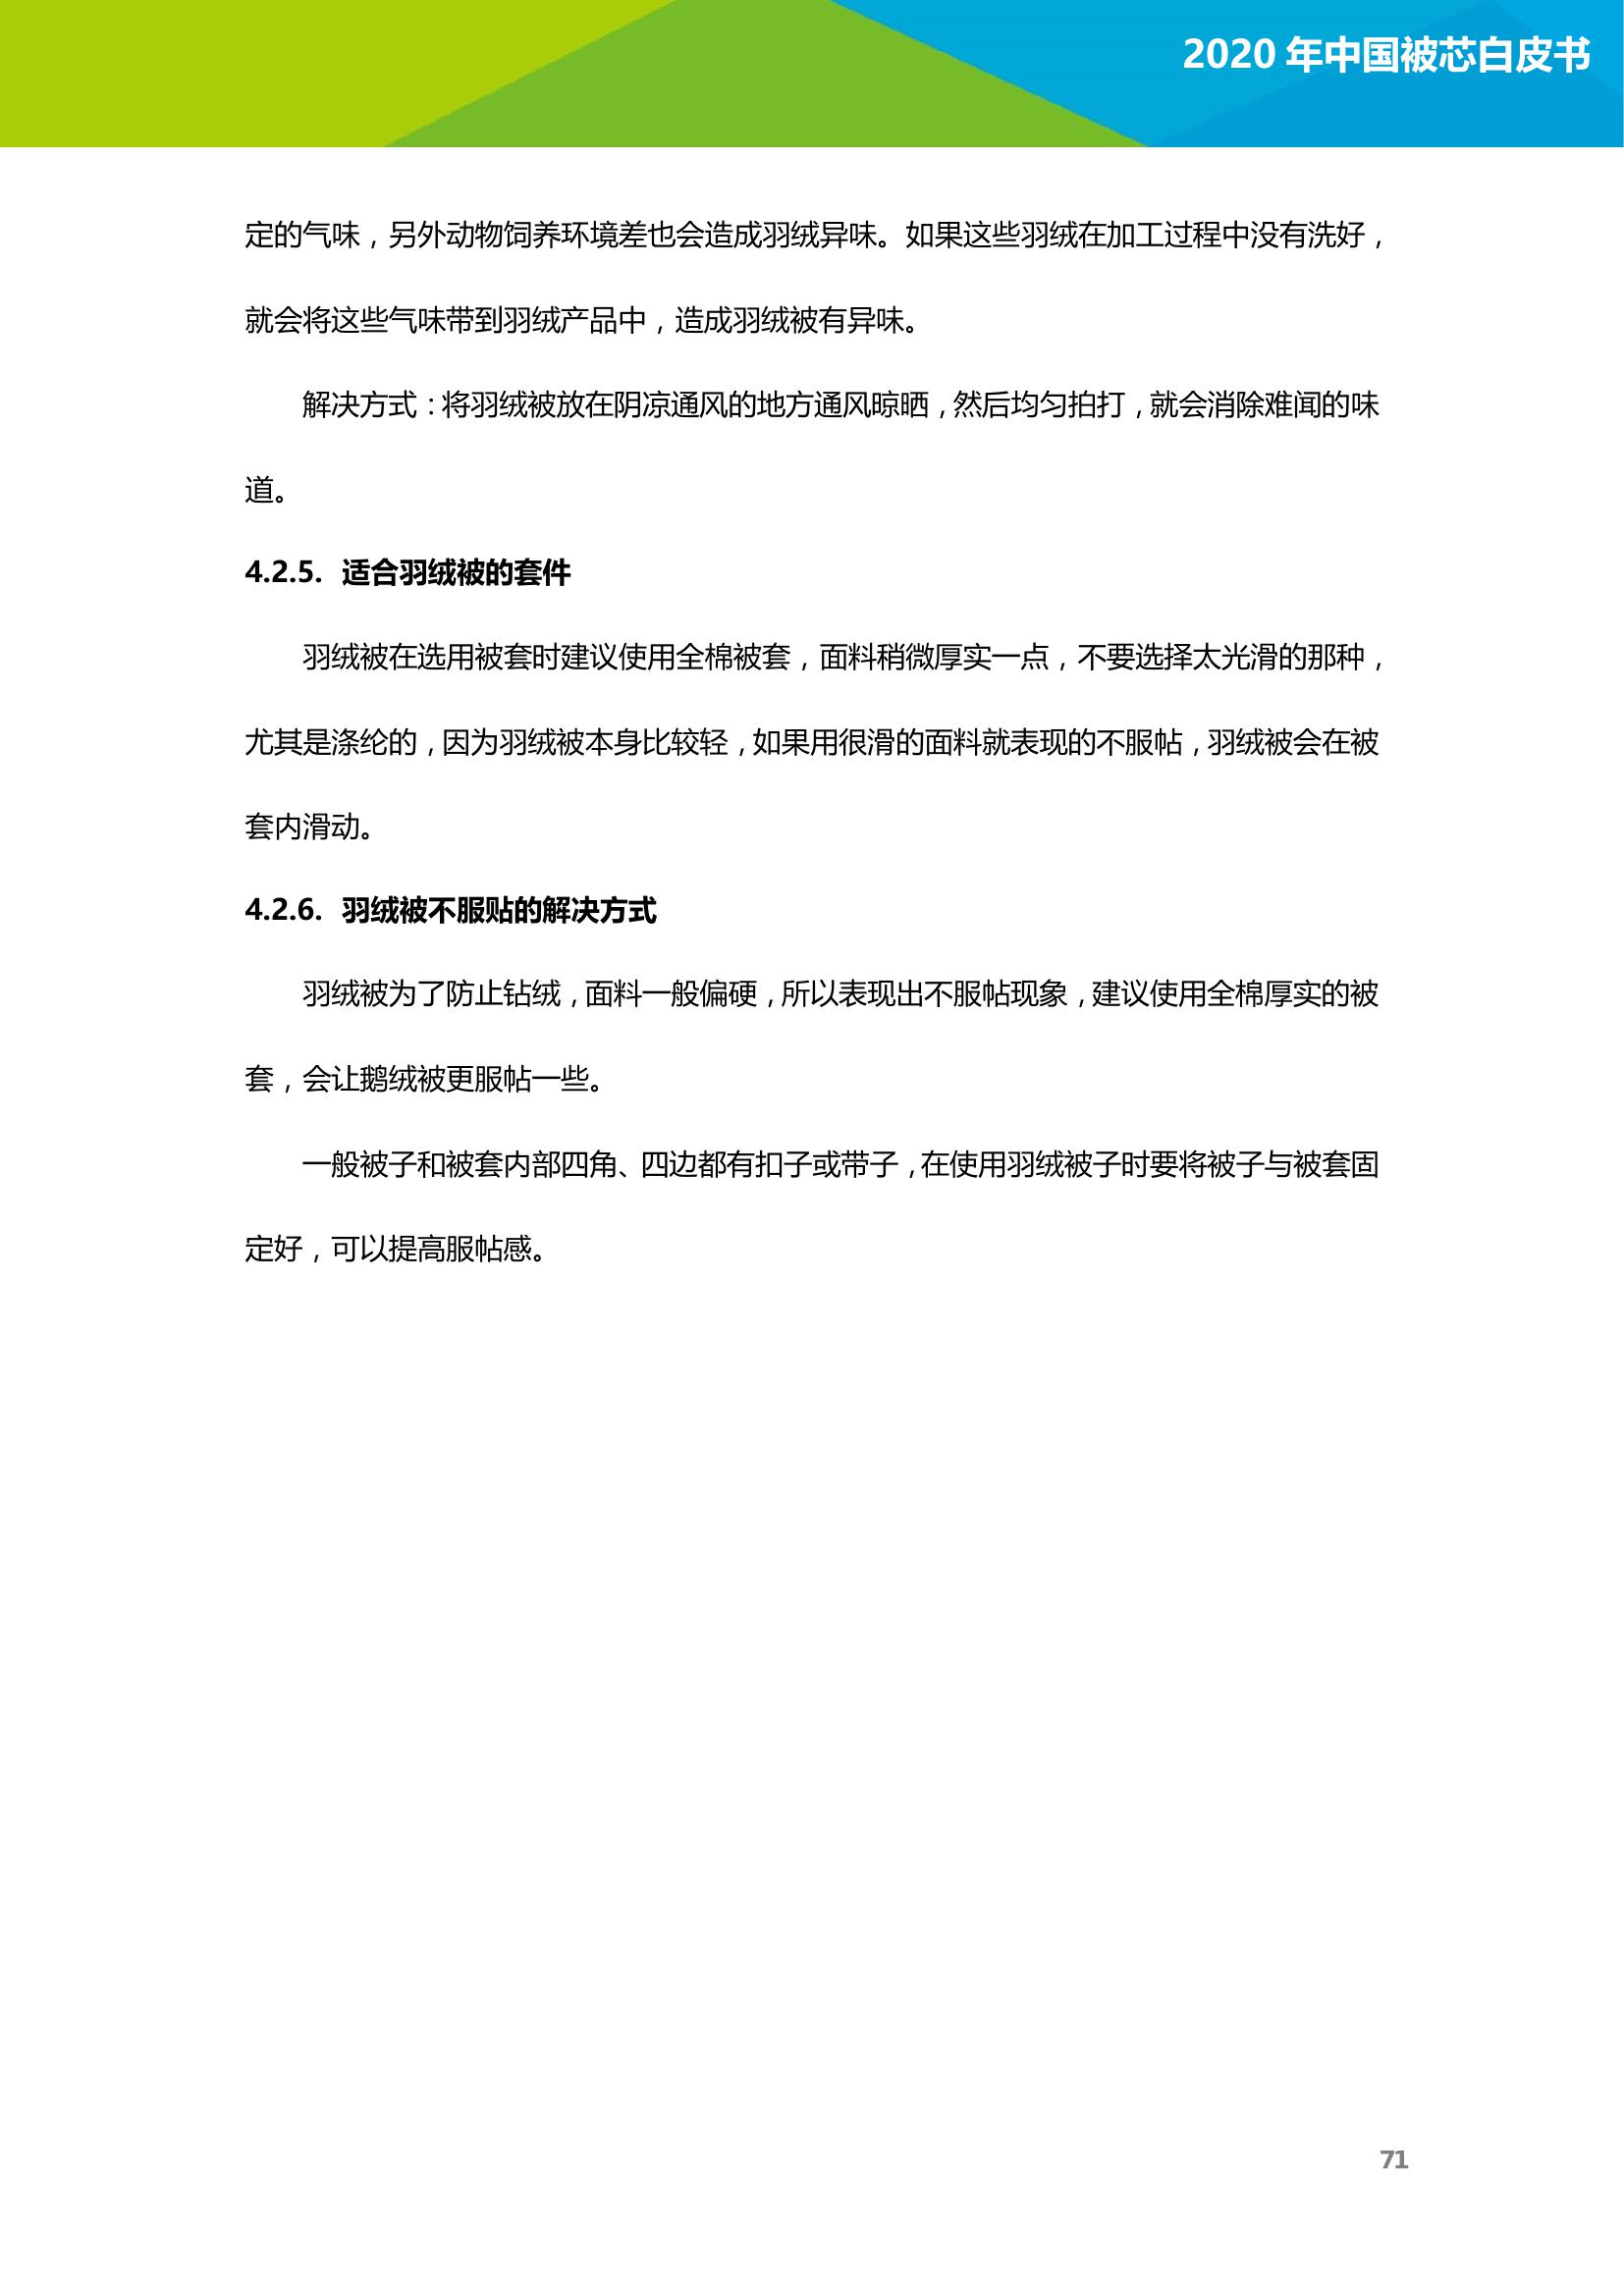 2020 年中国被芯白皮书
定的气味，另外动物饲养环境差也会造成羽绒异味。如果这些羽绒在加工过程中没有洗好，
就会将这些气味带到羽绒产品中，造成羽绒被有异味。
解决方式：将羽绒被放在阴凉通风的地方通风晾晒，然后均匀拍打，就会消除难闻的味
道。
4.2.5. 适合羽绒被的套件
羽绒被在选用被套时建议使用全棉被套，面料稍微厚实一点，不要选择太光滑的那种，
尤其是涤纶的，因为羽绒被本身比较轻，如果用很滑的面料就表现的不服帖，羽绒被会在被
套内滑动。
4.2.6. 羽绒被不服贴的解决方式
羽绒被为了防止钻绒，面料一般偏硬，所以表现出不服帖现象，建议使用全棉厚实的被
套，会让鹅绒被更服帖一些。
一般被子和被套内部四角、四边都有扣子或带子，在使用羽绒被子时要将被子与被套固
定好，可以提高服帖感。
71